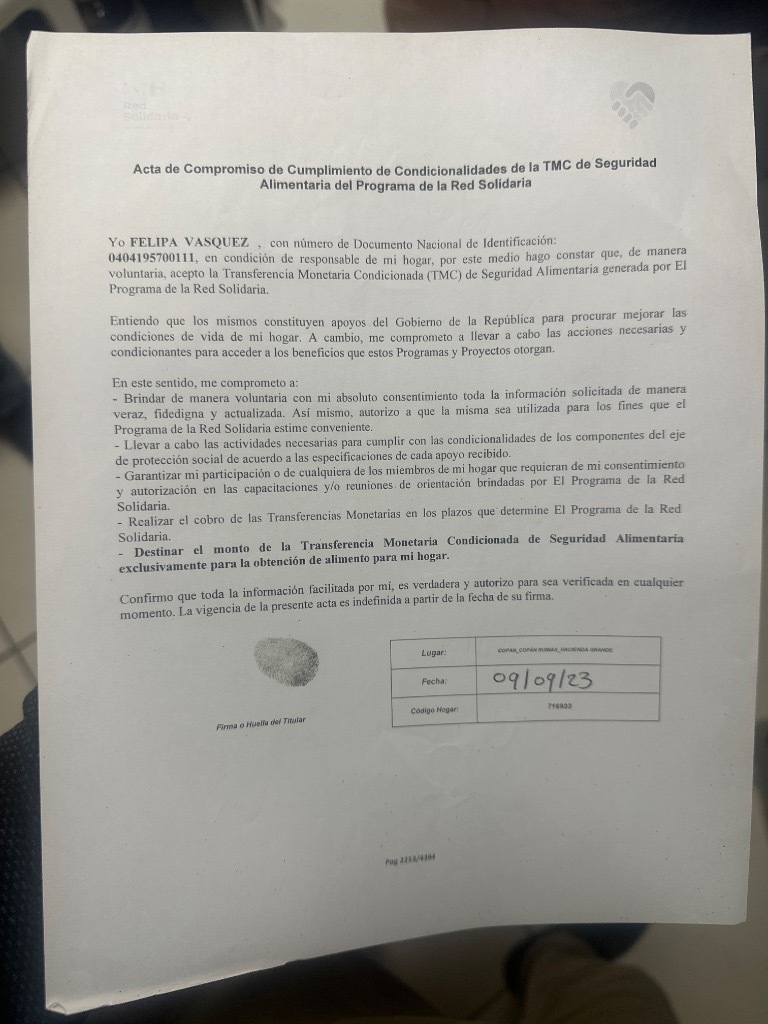 Red
Solidaria
Acta de Compromiso de Cumplimiento de Condicionalidades de la TMC de Seguridad
Alimentaria del Programa de la Red Solidaria
Yo FELIPA VASQUEZ , con número de Documento Nacional de Identificación:
0404195700111, en condición de responsable de mi hogar, por este medio hago constar que, de manera
voluntaria, acepto la Transferencia Monetaria Condicionada (TMC) de Seguridad Alimentaria generada por El
Programa de la Red Solidaria.
Entiendo que los mismos constituyen apoyos del Gobierno de la República para procurar mejorar las
condiciones de vida de mi hogar. A cambio, me comprometo a llevar a cabo las acciones necesarias y
condicionantes para acceder a los beneficios que estos Programas y Proyectos otorgan.
En este sentido, me comprometo a:
- Brindar de manera voluntaria con mi absoluto consentimiento toda la información solicitada de manera
veraz, fidedigna y actualizada. Así mismo, autorizo a que la misma sea utilizada para los fines que el
Programa de la Red Solidaria estime conveniente.
- Llevar a cabo las actividades necesarias para cumplir con las condicionalidades de los componentes del eje
de protección social de acuerdo a las especificaciones de cada apoyo recibido.
- Garantizar mi participación o de cualquiera de los miembros de mi hogar que requieran de mi consentimiento
y autorización en las capacitaciones y/o reuniones de orientación brindadas por El Programa de la Red
Solidaria.
- Realizar el cobro de las Transferencias Monetarias en los plazos que determine El Programa de la Red
Solidaria.
- Destinar el monto de la Transferencia Monetaria Condicionada de Seguridad Alimentaria
exclusivamente para la obtención de alimento para mi hogar.
Confirmo que toda la información facilitada por mí, es verdadera y autorizo para sea verificada en cualquier
momento. La vigencia de la presente acta es indefinida a partir de la fecha de su firma.
Lugar: COPAN_COPAN RUINAS_HACIENDA GRANDE
Fecha: 09/09/23
Código Hogar: 716933
Firma o Huella del Titular
Pag